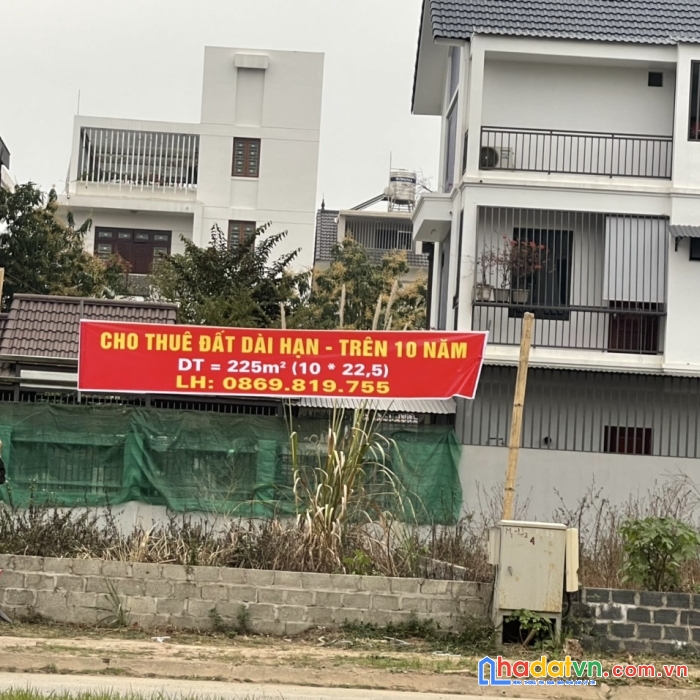 CHO THUÊ ĐẤT DÀI HẠN - TRÊN 10 NĂM
DT = 225m² (10 * 22,5)
LH: 0869.819.755
nhadatvn.com.vn